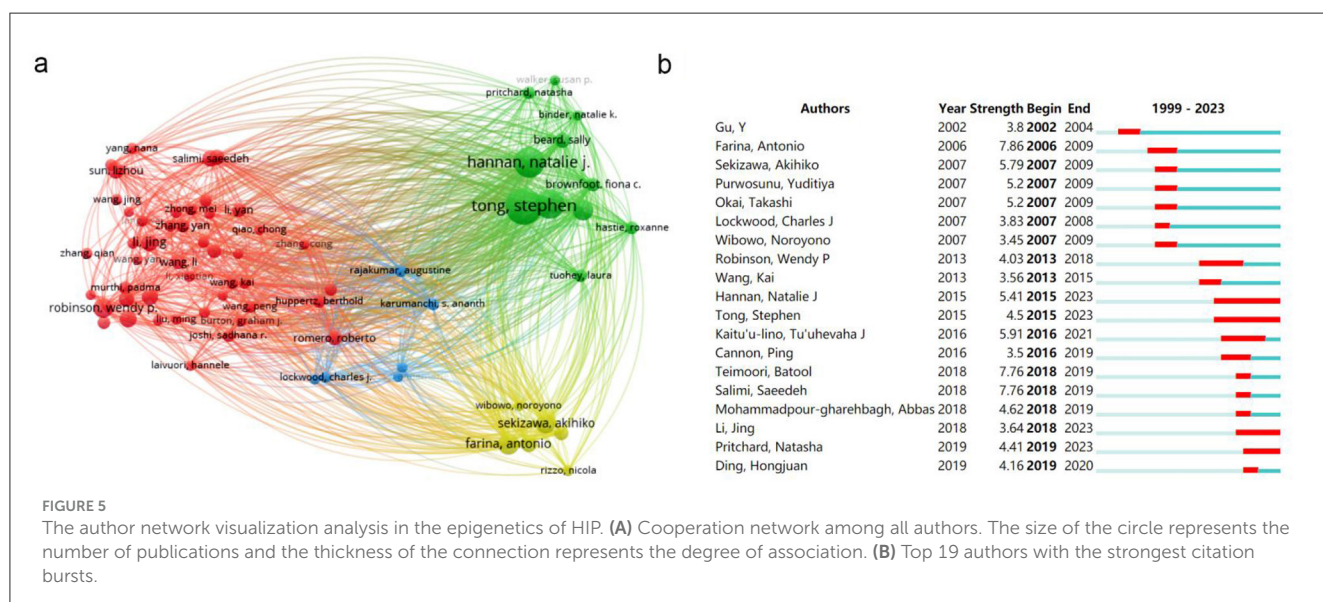 a
walker, susan p.
pritchard, natasha
binder, natalie k.
beard, sally
hannan, natalie j.
brownfoot, fiona c.
tong, stephen
hastie, roxanne
tuohey, laura
yang, nana
salimi, saeedeh
sun, lizhou
wang, jing
zhong, mei
li, yan
zhang, yan
qiao, chong
li, jing
zhang, cong
zhang, qian
wang, yan
wang, li
li, xiaotian
rajakumar, augustine
murthi, padma
wang, kai
huppertz, berthold
karumanchi, s. ananth
robinson, wendy p.
wang, peng
liu, ming
burton, graham j.
joshi, sadhana r.
romero, roberto
laivuori, hannele
lockwood, charles j.
wibowo, noroyono
sekizawa, akihiko
farina, antonio
rizzo, nicola
b
Authors Year Strength Begin End 1999 - 2023
Gu, Y 2002 3.8 2002 2004
Farina, Antonio 2006 7.86 2006 2009
Sekizawa, Akihiko 2007 5.79 2007 2009
Purwosunu, Yuditiya 2007 5.2 2007 2009
Okai, Takashi 2007 5.2 2007 2009
Lockwood, Charles J 2007 3.83 2007 2008
Wibowo, Noroyono 2007 3.45 2007 2009
Robinson, Wendy P 2013 4.03 2013 2018
Wang, Kai 2013 3.56 2013 2015
Hannan, Natalie J 2015 5.41 2015 2023
Tong, Stephen 2015 4.5 2015 2023
Kaitu'u-lino, Tu'uhevaha J 2016 5.91 2016 2021
Cannon, Ping 2016 3.5 2016 2019
Teimoori, Batool 2018 7.76 2018 2019
Salimi, Saeedeh 2018 7.76 2018 2019
Mohammadpour-gharehbagh, Abbas 2018 4.62 2018 2019
Li, Jing 2018 3.64 2018 2023
Pritchard, Natasha 2019 4.41 2019 2023
Ding, Hongjuan 2019 4.16 2019 2020
FIGURE 5
The author network visualization analysis in the epigenetics of HIP. (A) Cooperation network among all authors. The size of the circle represents the
number of publications and the thickness of the connection represents the degree of association. (B) Top 19 authors with the strongest citation
bursts.